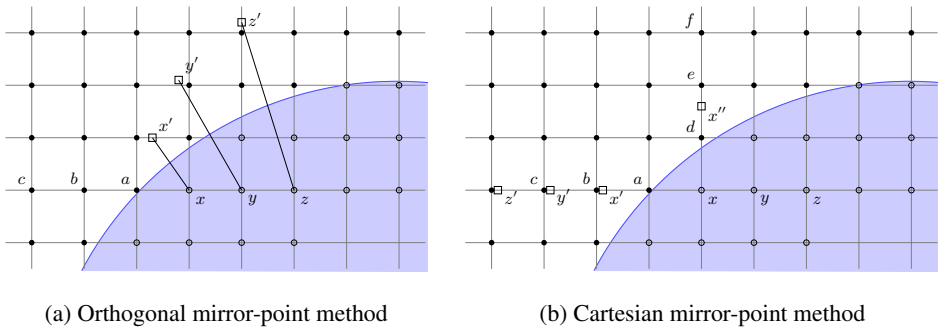 z′
y′
x′
c b a
x y z
(a) Orthogonal mirror-point method
f
e
x′′
d
c b a
z′ y′ x′ x y z
(b) Cartesian mirror-point method